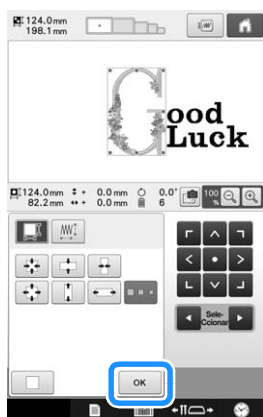 124.0mm
198.1mm
Good
Luck
124.0mm + 0.0mm 0.0° 100 %
82.2mm + 0.0mm 6
Sele-
Ccionar
OK